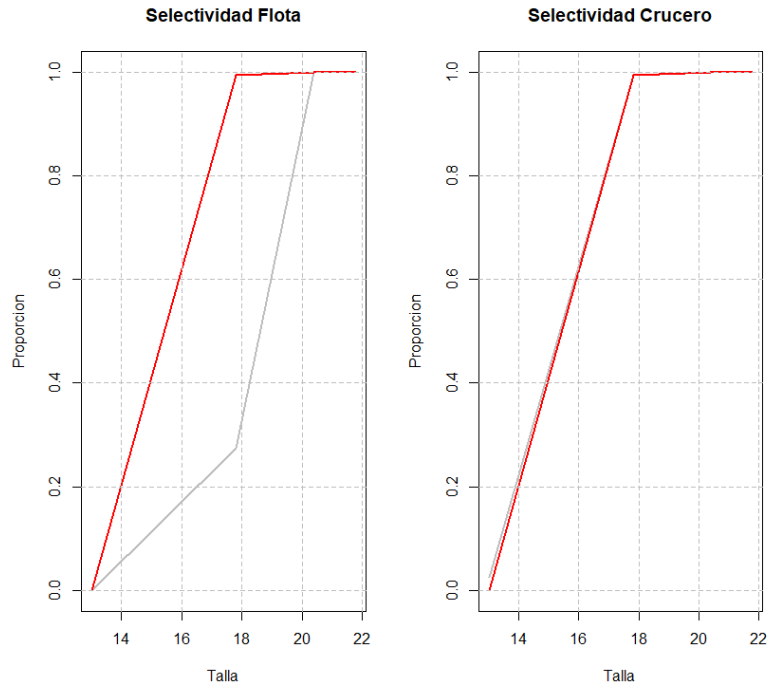 Selectividad Flota
Proporcion
0.0 0.2 0.4 0.6 0.8 1.0
14 16 18 20 22
Talla
Selectividad Crucero
Proporcion
0.0 0.2 0.4 0.6 0.8 1.0
14 16 18 20 22
Talla